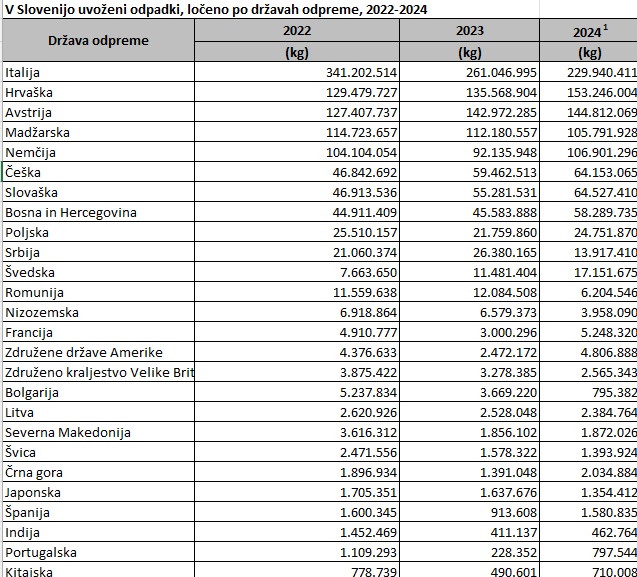 V Slovenijo uvoženi odpadki, ločeno po državah odpreme, 2022-2024
Država odpreme 2022 2023 2024¹
(kg) (kg) (kg)
Italija 341.202.514 261.046.995 229.940.411
Hrvaška 129.479.727 135.568.904 153.246.004
Avstrija 127.407.737 142.972.285 144.812.069
Madžarska 114.723.657 112.180.557 105.791.928
Nemčija 104.104.054 92.135.948 106.901.296
Češka 46.842.692 59.462.513 64.153.065
Slovaška 46.913.536 55.281.531 64.527.410
Bosna in Hercegovina 44.911.409 45.583.888 58.289.735
Poljska 25.510.157 21.759.860 24.751.870
Srbija 21.060.374 26.380.165 13.917.410
Švedska 7.663.650 11.481.404 17.151.675
Romunija 11.559.638 12.084.508 6.204.546
Nizozemska 6.918.864 6.579.373 3.958.090
Francija 4.910.777 3.000.296 5.248.320
Združene države Amerike 4.376.633 2.472.172 4.806.888
Združeno kraljestvo Velike Brit 3.875.422 3.278.385 2.565.343
Bolgarija 5.237.834 3.669.220 795.382
Litva 2.620.926 2.528.048 2.384.764
Severna Makedonija 3.616.312 1.856.102 1.872.026
Švica 2.471.556 1.578.322 1.393.924
Črna gora 1.896.934 1.391.048 2.034.884
Japonska 1.705.351 1.637.676 1.354.412
Španija 1.600.345 913.608 1.580.835
Indija 1.452.469 411.137 462.764
Portugalska 1.109.293 228.352 797.544
Kitajska 778.739 490.601 710.008